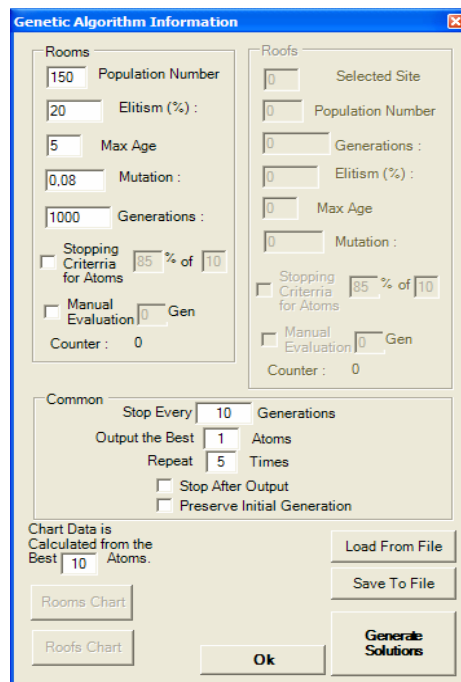 Genetic Algorithm Information
Rooms
150 Population Number
20 Elitism (%) :
5 Max Age
0,08 Mutation :
1000 Generations :
Stopping
Criterria 85 % of 10
for Atoms
Manual
Evaluation 0 Gen
Counter : 0
Roofs
0 Selected Site
0 Population Number
0 Generations :
0 Elitism (%) :
0 Max Age
0 Mutation :
Stopping
Criterria 85 % of 10
for Atoms
Manual
Evaluation 0 Gen
Counter : 0
Common
Stop Every 10 Generations
Output the Best 1 Atoms
Repeat 5 Times
Stop After Output
Preserve Initial Generation
Chart Data is
Calculated from the
Best 10 Atoms.
Rooms Chart
Roofs Chart
Load From File
Save To File
Generate
Solutions
Ok